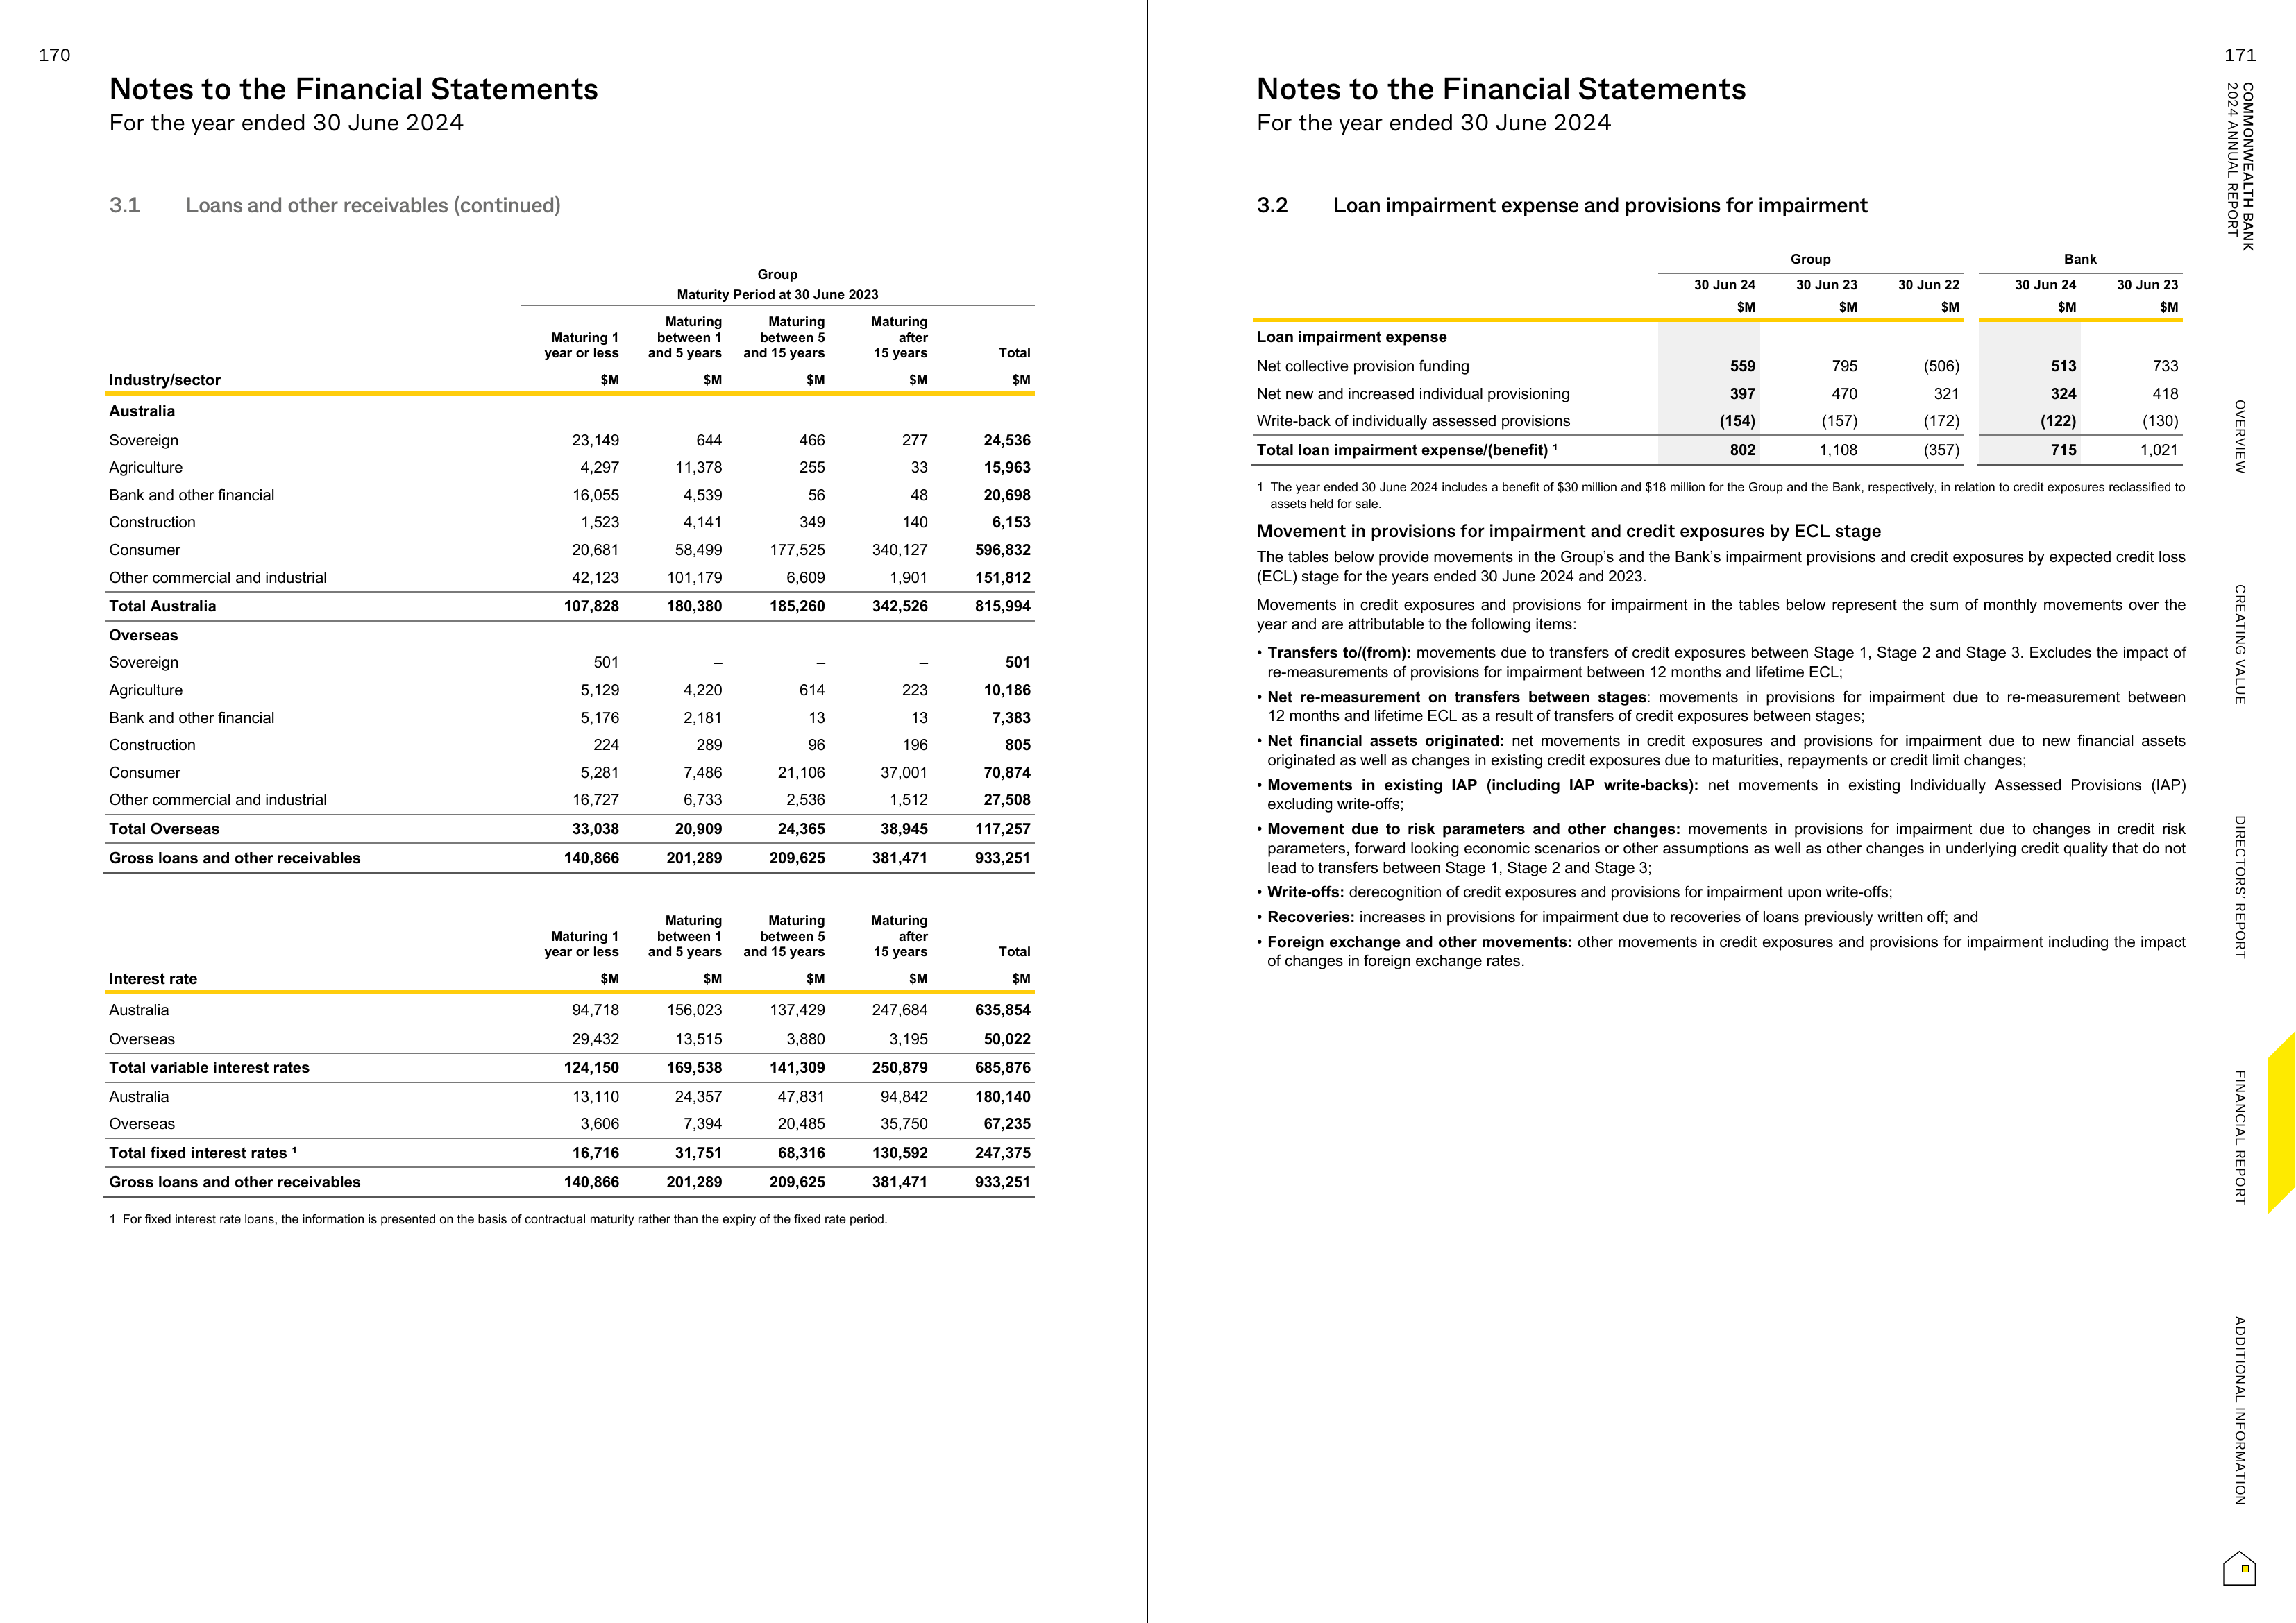 170
Notes to the Financial Statements
For the year ended 30 June 2024
3.1 Loans and other receivables (continued)
Group
Maturity Period at 30 June 2023
Maturing Maturing Maturing
Maturing 1 between 1 between 5 after
year or less and 5 years and 15 years 15 years Total
Industry/sector $M $M $M $M $M
Australia
Sovereign 23,149 644 466 277 24,536
Agriculture 4,297 11,378 255 33 15,963
Bank and other financial 16,055 4,539 56 48 20,698
Construction 1,523 4,141 349 140 6,153
Consumer 20,681 58,499 177,525 340,127 596,832
Other commercial and industrial 42,123 101,179 6,609 1,901 151,812
Total Australia 107,828 180,380 185,260 342,526 815,994
Overseas
Sovereign 501 – – – 501
Agriculture 5,129 4,220 614 223 10,186
Bank and other financial 5,176 2,181 13 13 7,383
Construction 224 289 96 196 805
Consumer 5,281 7,486 21,106 37,001 70,874
Other commercial and industrial 16,727 6,733 2,536 1,512 27,508
Total Overseas 33,038 20,909 24,365 38,945 117,257
Gross loans and other receivables 140,866 201,289 209,625 381,471 933,251
Maturing Maturing Maturing
Maturing 1 between 1 between 5 after
year or less and 5 years and 15 years 15 years Total
Interest rate $M $M $M $M $M
Australia 94,718 156,023 137,429 247,684 635,854
Overseas 29,432 13,515 3,880 3,195 50,022
Total variable interest rates 124,150 169,538 141,309 250,879 685,876
Australia 13,110 24,357 47,831 94,842 180,140
Overseas 3,606 7,394 20,485 35,750 67,235
Total fixed interest rates ¹ 16,716 31,751 68,316 130,592 247,375
Gross loans and other receivables 140,866 201,289 209,625 381,471 933,251
1 For fixed interest rate loans, the information is presented on the basis of contractual maturity rather than the expiry of the fixed rate period.
171
Notes to the Financial Statements
For the year ended 30 June 2024
3.2 Loan impairment expense and provisions for impairment
Group Bank
30 Jun 24 30 Jun 23 30 Jun 22 30 Jun 24 30 Jun 23
$M $M $M $M $M
Loan impairment expense
Net collective provision funding 559 795 (506) 513 733
Net new and increased individual provisioning 397 470 321 324 418
Write-back of individually assessed provisions (154) (157) (172) (122) (130)
Total loan impairment expense/(benefit) ¹ 802 1,108 (357) 715 1,021
1 The year ended 30 June 2024 includes a benefit of $30 million and $18 million for the Group and the Bank, respectively, in relation to credit exposures reclassified to
assets held for sale.
Movement in provisions for impairment and credit exposures by ECL stage
The tables below provide movements in the Group’s and the Bank’s impairment provisions and credit exposures by expected credit loss
(ECL) stage for the years ended 30 June 2024 and 2023.
Movements in credit exposures and provisions for impairment in the tables below represent the sum of monthly movements over the
year and are attributable to the following items:
• Transfers to/(from): movements due to transfers of credit exposures between Stage 1, Stage 2 and Stage 3. Excludes the impact of
re-measurements of provisions for impairment between 12 months and lifetime ECL;
• Net re-measurement on transfers between stages: movements in provisions for impairment due to re-measurement between
12 months and lifetime ECL as a result of transfers of credit exposures between stages;
• Net financial assets originated: net movements in credit exposures and provisions for impairment due to new financial assets
originated as well as changes in existing credit exposures due to maturities, repayments or credit limit changes;
• Movements in existing IAP (including IAP write-backs): net movements in existing Individually Assessed Provisions (IAP)
excluding write-offs;
• Movement due to risk parameters and other changes: movements in provisions for impairment due to changes in credit risk
parameters, forward looking economic scenarios or other assumptions as well as other changes in underlying credit quality that do not
lead to transfers between Stage 1, Stage 2 and Stage 3;
• Write-offs: derecognition of credit exposures and provisions for impairment upon write-offs;
• Recoveries: increases in provisions for impairment due to recoveries of loans previously written off; and
• Foreign exchange and other movements: other movements in credit exposures and provisions for impairment including the impact
of changes in foreign exchange rates.
COMMONWEALTH BANK
2024 ANNUAL REPORT
OVERVIEW
CREATING VALUE
DIRECTORS’ REPORT
FINANCIAL REPORT
ADDITIONAL INFORMATION